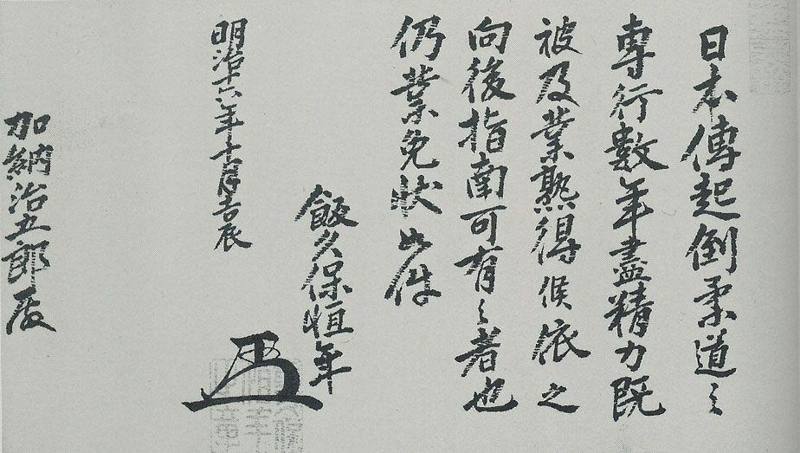 日本傳起倒柔道之
專行數年盡精力既
被及業熟得候依之
向後指南可有之者也
仍業免状如件
飯久保恒年
明治十六年十月吉辰
加納治五郎殿